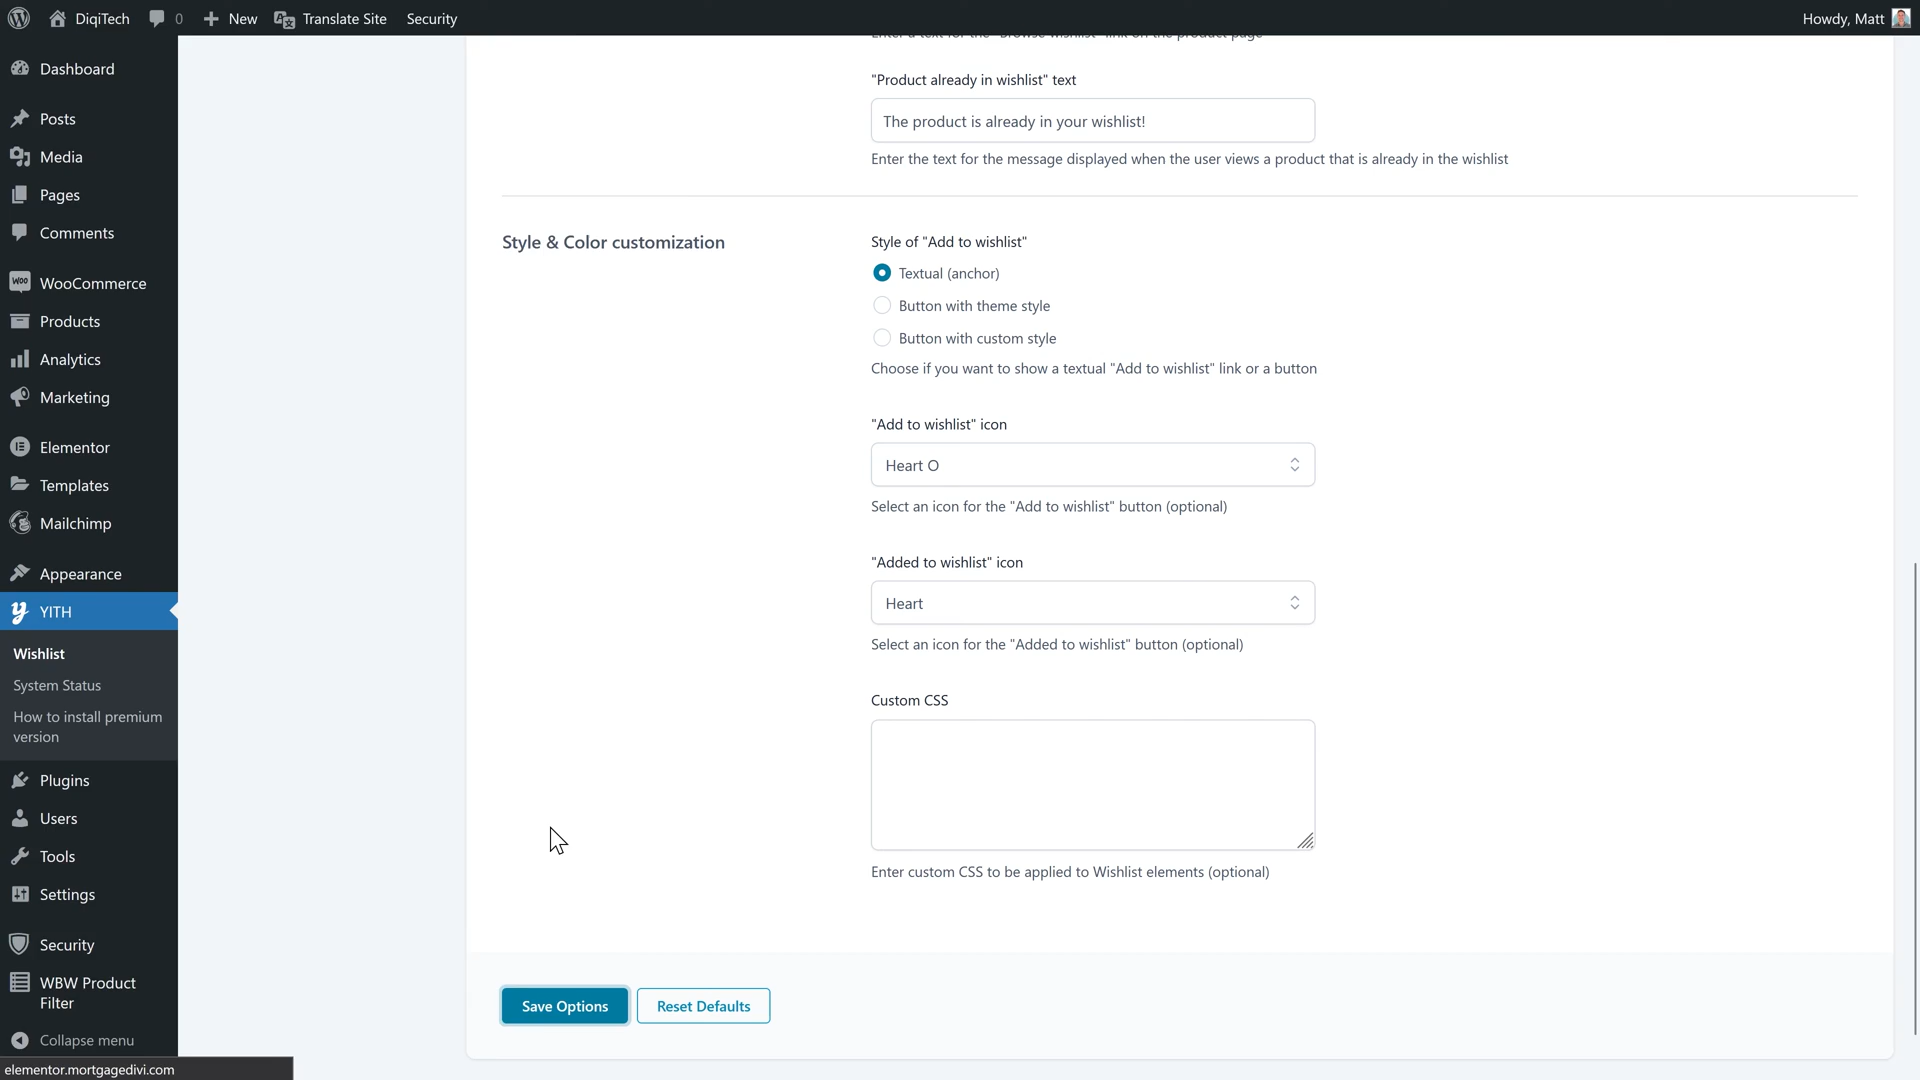 DiqiTech
0
New
Translate Site
Security
Howdy, Matt
Dashboard
Posts
Media
Pages
Comments
WooCommerce
Products
Analytics
Marketing
Elementor
Templates
Mailchimp
Appearance
YITH
Wishlist
System Status
How to install premium
version
Plugins
Users
Tools
Settings
Security
WBW Product
Filter
Collapse menu
elementor.mortgagedivi.com
Enter a text for the "Browse wishlist" link on the product page
"Product already in wishlist" text
The product is already in your wishlist!
Enter the text for the message displayed when the user views a product that is already in the wishlist
Style & Color customization
Style of "Add to wishlist"
Textual (anchor)
Button with theme style
Button with custom style
Choose if you want to show a textual "Add to wishlist" link or a button
"Add to wishlist" icon
Heart O
Select an icon for the "Add to wishlist" button (optional)
"Added to wishlist" icon
Heart
Select an icon for the "Added to wishlist" button (optional)
Custom CSS
Enter custom CSS to be applied to Wishlist elements (optional)
Save Options
Reset Defaults